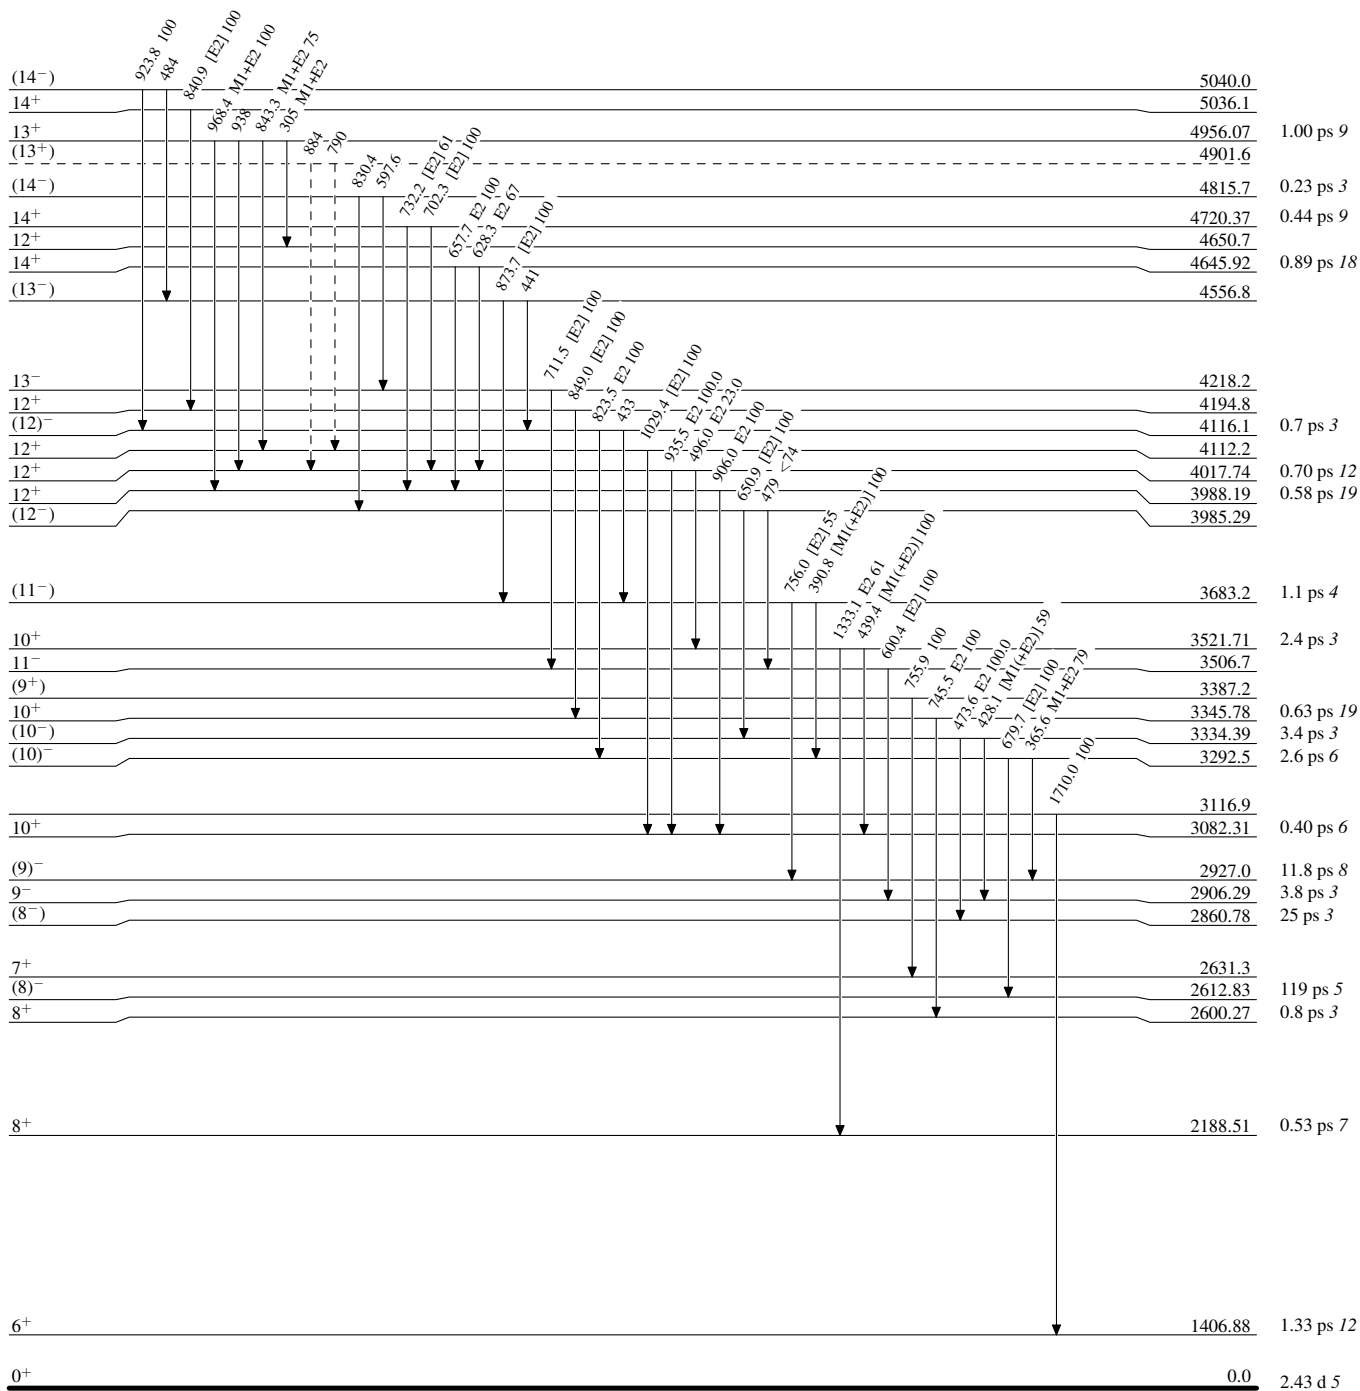 923.8 100
484
840.9 [E2] 100
968.4 M1+E2 100
938
843.3 M1+E2 75
305 M1+E2
884
790
830.4
597.6
732.2 [E2] 61
702.3 [E2] 100
657.7 E2 100
628.3 E2 67
873.7 [E2] 100
441
711.5 [E2] 100
849.0 [E2] 100
823.5 E2 100
433
1029.4 [E2] 100
935.5 E2 100.0
496.0 E2 23.0
906.0 E2 100
650.9 [E2] 100
479 <74
756.0 [E2] 55
390.8 [M1(+E2)] 100
1333.1 E2 61
439.4 [M1(+E2)] 100
600.4 [E2] 100
755.9 100
745.5 E2 100
473.6 E2 100.0
428.1 [M1(+E2)] 59
679.7 [E2] 100
365.6 M1+E2 79
1710.0 100
(14−) 5040.0
14+ 5036.1
13+ 4956.07 1.00 ps 9
(13+) 4901.6
(14−) 4815.7 0.23 ps 3
14+ 4720.37 0.44 ps 9
12+ 4650.7
14+ 4645.92 0.89 ps 18
(13−) 4556.8
13− 4218.2
12+ 4194.8
(12)− 4116.1 0.7 ps 3
12+ 4112.2
12+ 4017.74 0.70 ps 12
12+ 3988.19 0.58 ps 19
(12−) 3985.29
(11−) 3683.2 1.1 ps 4
10+ 3521.71 2.4 ps 3
11− 3506.7
(9+) 3387.2
10+ 3345.78 0.63 ps 19
(10−) 3334.39 3.4 ps 3
(10)− 3292.5 2.6 ps 6
3116.9
10+ 3082.31 0.40 ps 6
(9)− 2927.0 11.8 ps 8
9− 2906.29 3.8 ps 3
(8−) 2860.78 25 ps 3
7+ 2631.3
(8)− 2612.83 119 ps 5
8+ 2600.27 0.8 ps 3
8+ 2188.51 0.53 ps 7
6+ 1406.88 1.33 ps 12
0+ 0.0 2.43 d 5